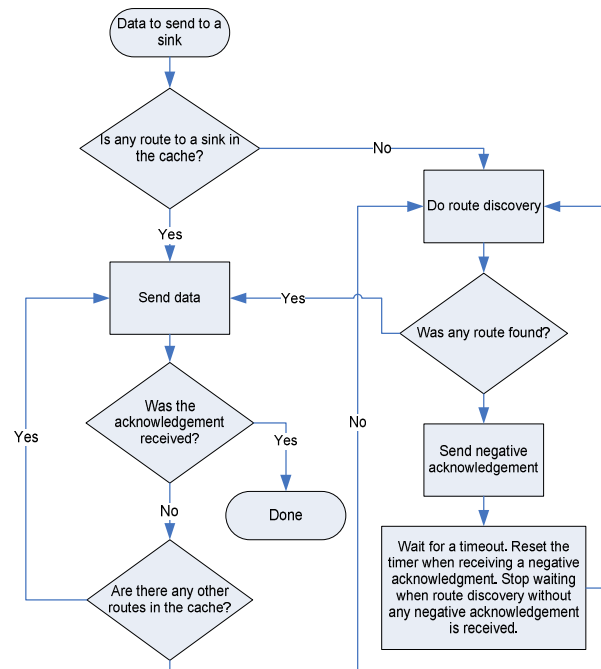 Data to send to a
sink
Is any route to a sink in
the cache?
No
Do route discovery
Yes
Send data
Yes
Was any route found?
Was the
acknowledgement
received?
Yes
No
Yes
Send negative
acknowledgement
No
Done
Wait for a timeout. Reset the
timer when receiving a negative
acknowledgment. Stop waiting
when route discovery without
any negative acknowledgement
is received.
Are there any other
routes in the cache?